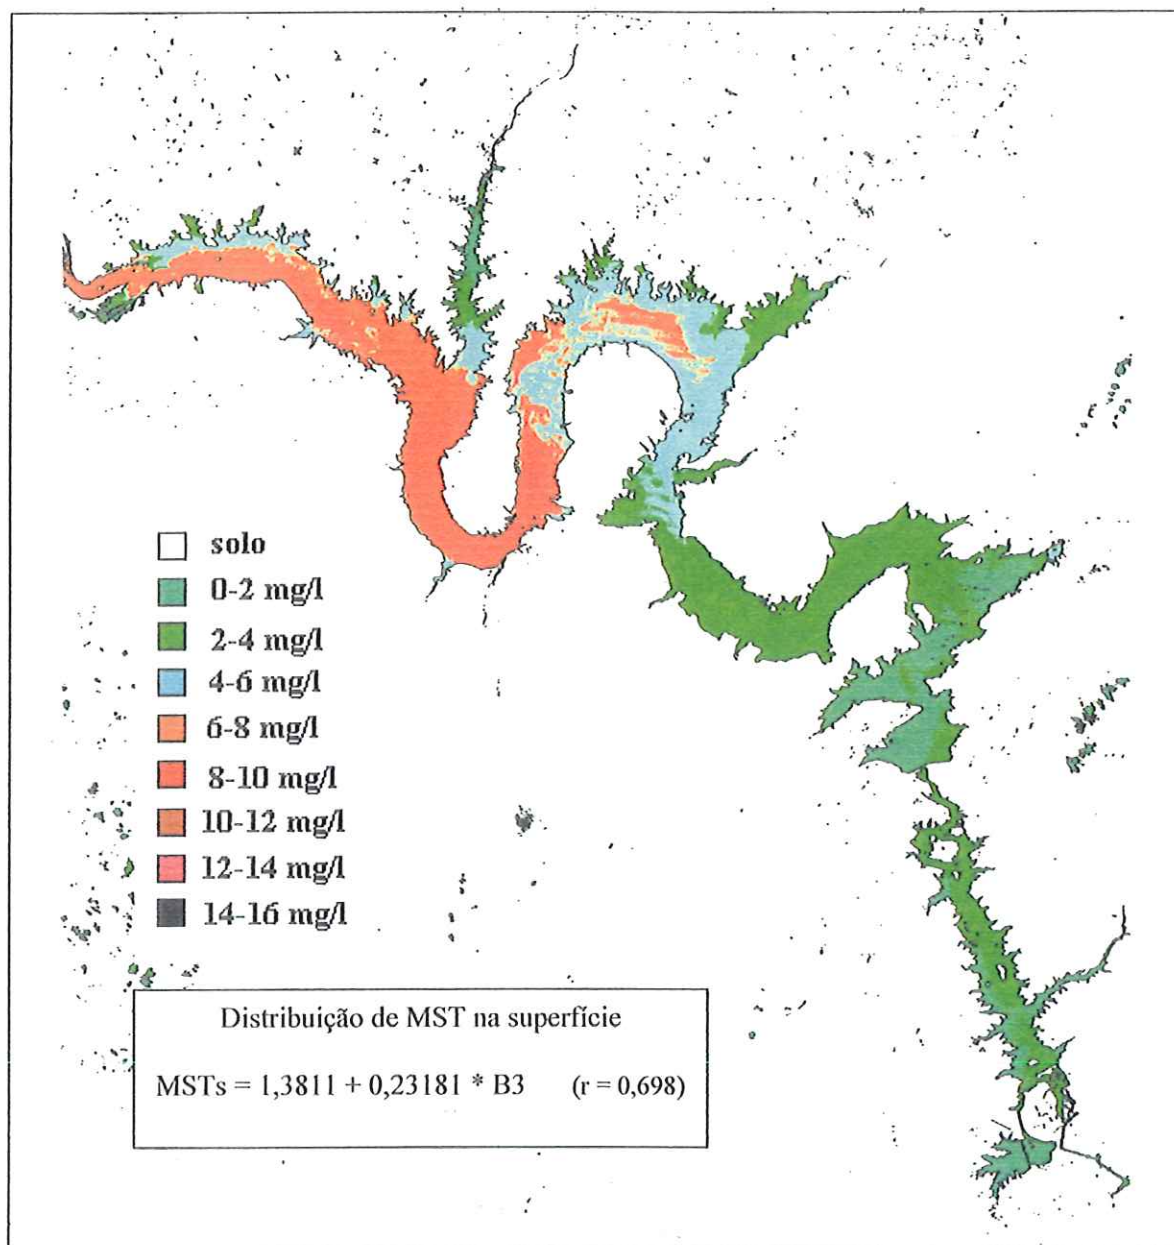 solo
0-2 mg/l
2-4 mg/l
4-6 mg/l
6-8 mg/l
8-10 mg/l
10-12 mg/l
12-14 mg/l
14-16 mg/l
Distribuição de MST na superfície
MSTs = 1,3811 + 0,23181 * B3 (r = 0,698)